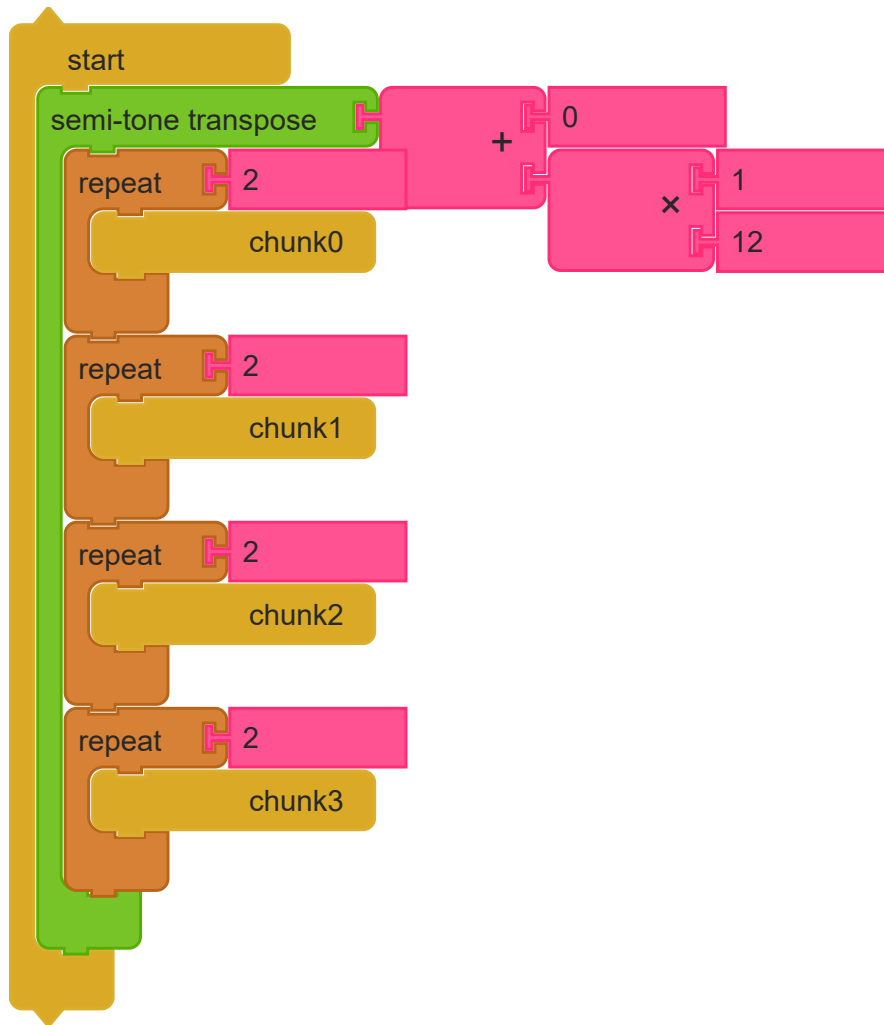 start
semi-tone transpose + 0
repeat 2 × 1
chunk0 12
repeat 2
chunk1
repeat 2
chunk2
repeat 2
chunk3